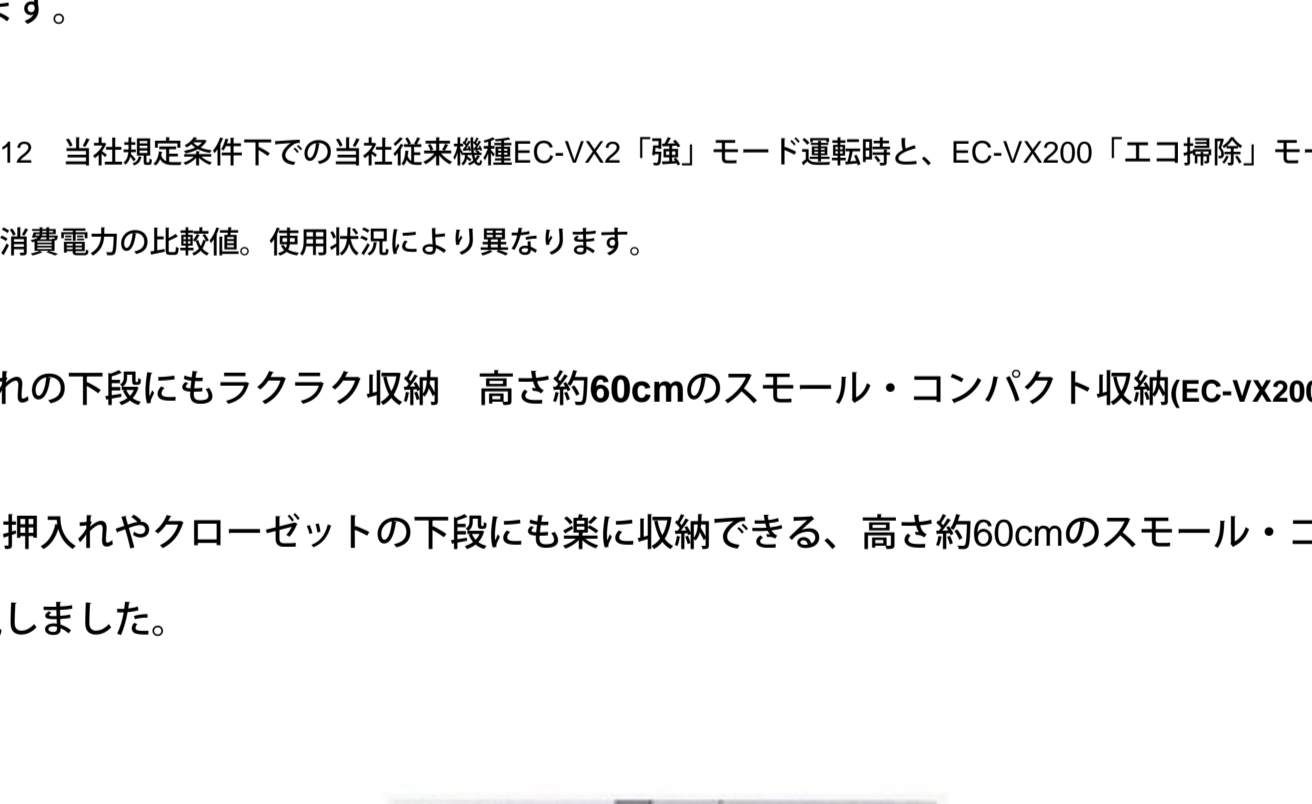 ます。
12　当社規定条件下での当社従来機種EC-VX2「強」モード運転時と、EC-VX200「エコ掃除」モー
消費電力の比較値。使用状況により異なります。
れの下段にもラクラク収納　高さ約60cmのスモール・コンパクト収納(EC-VX200
押入れやクローゼットの下段にも楽に収納できる、高さ約60cmのスモール・コ
しました。